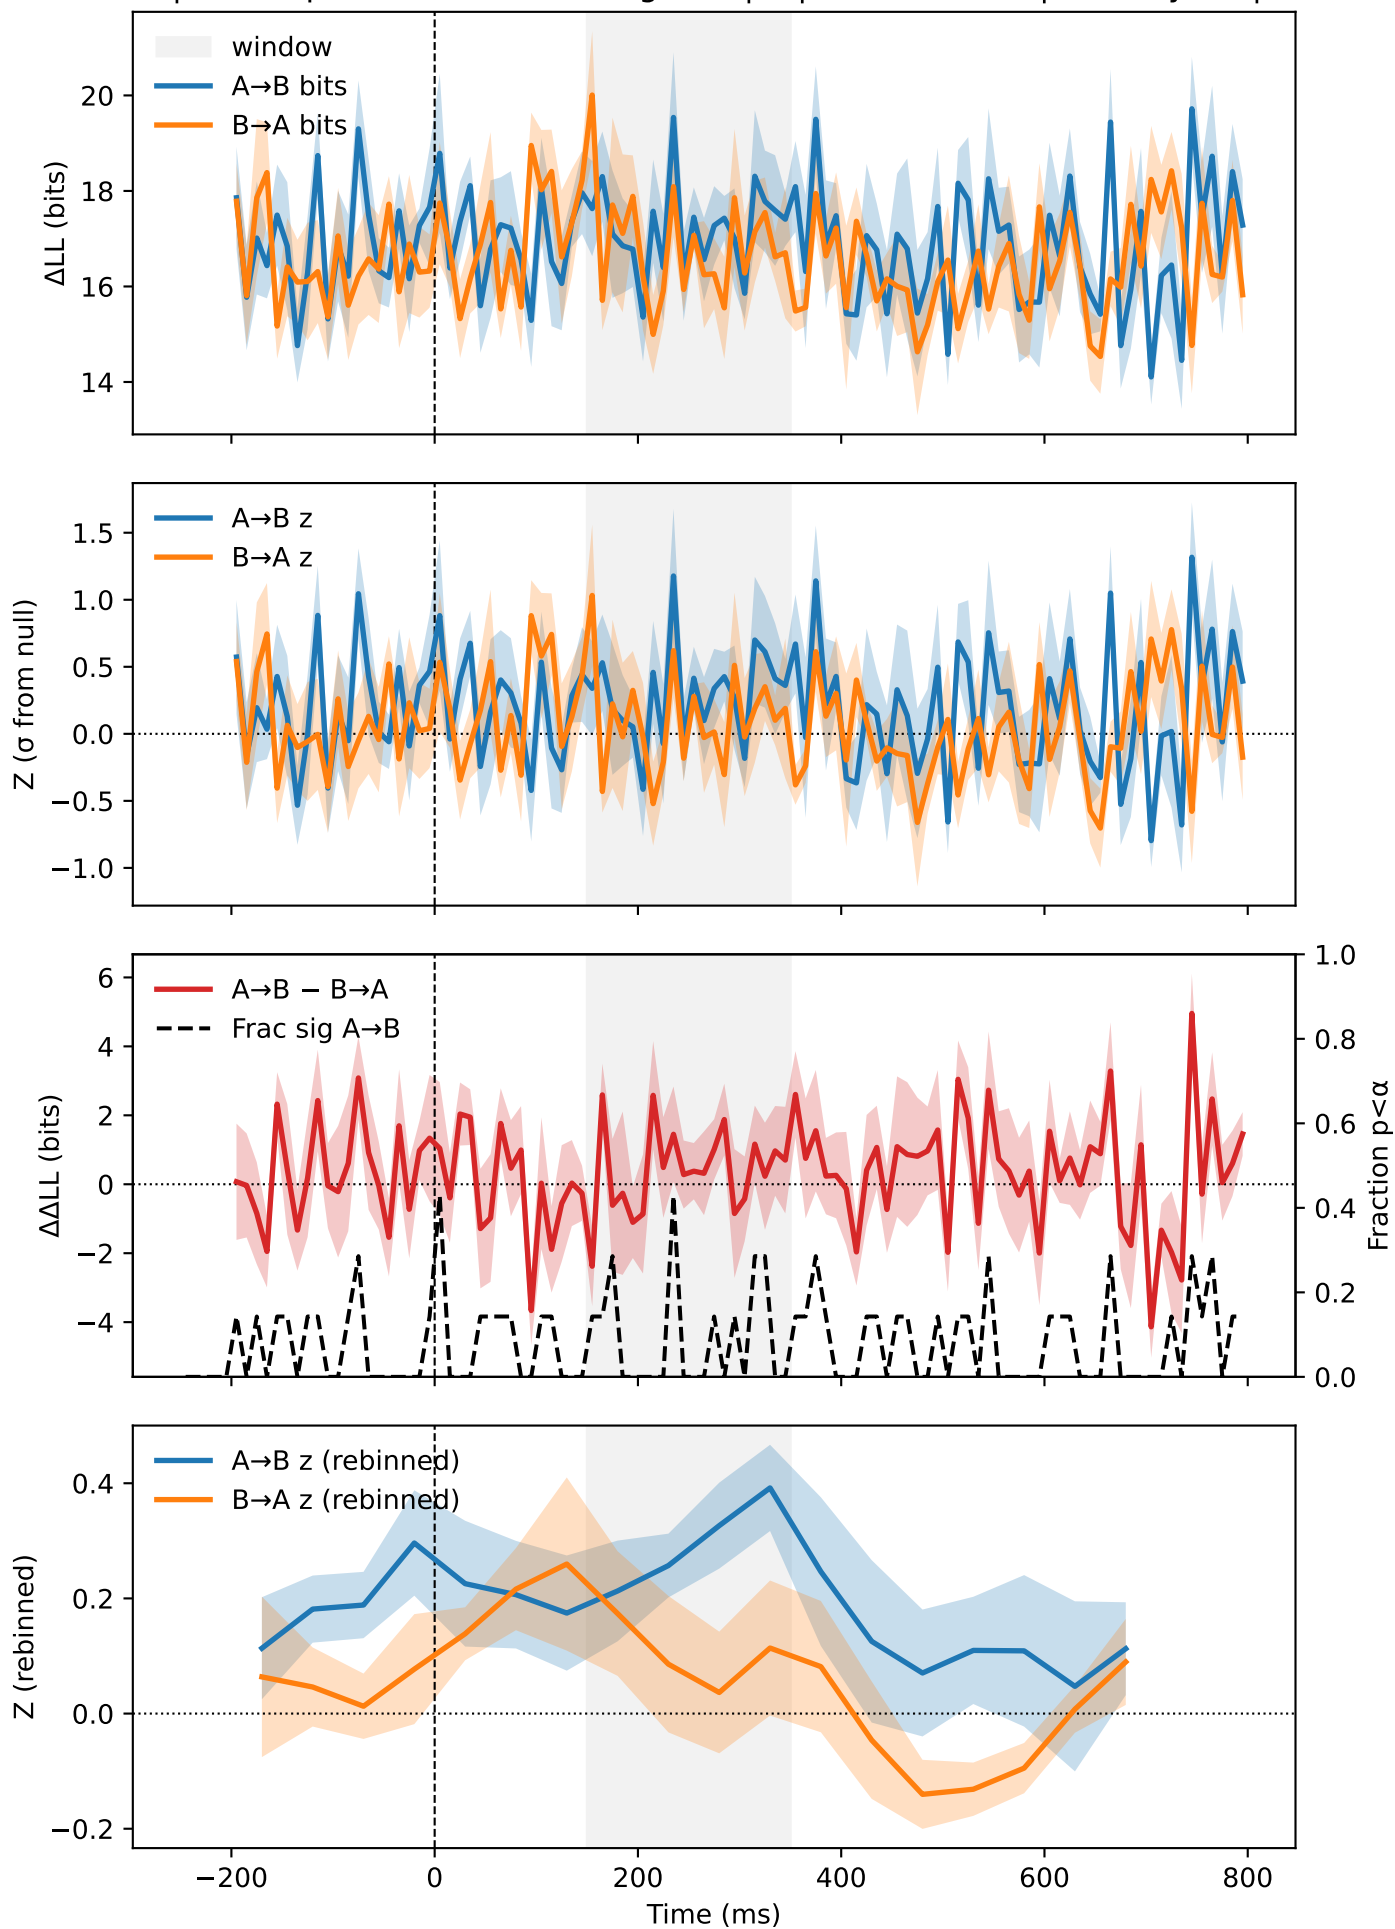 window
A→B bits
B→A bits
ΔLL (bits)
20
18
16
14
A→B z
B→A z
Z (σ from null)
1.5
1.0
0.5
0.0
−0.5
−1.0
A→B − B→A
Frac sig A→B
ΔΔLL (bits)
6
4
2
0
−2
−4
1.0
0.8
0.6
0.4
0.2
0.0
Fraction p<α
A→B z (rebinned)
B→A z (rebinned)
Z (rebinned)
0.4
0.2
0.0
−0.2
−200 0 200 400 600 800
Time (ms)